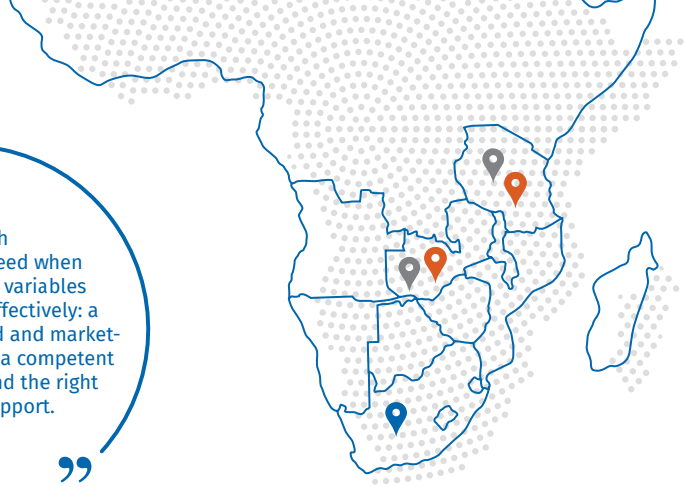 h
eed when
variables
ffectively: a
d and market-
a competent
nd the right
pport.
”